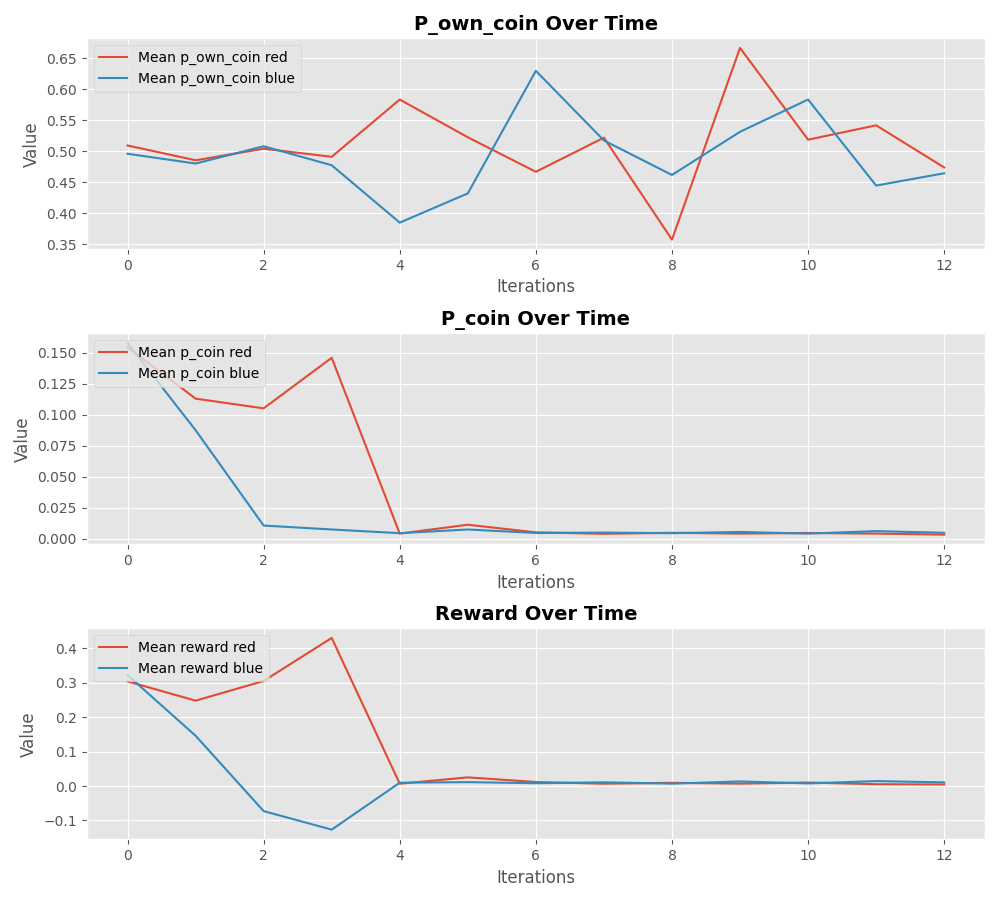 P_own_coin Over Time
Mean p_own_coin red
Mean p_own_coin blue
Value
0.65
0.60
0.55
0.50
0.45
0.40
0.35
0 2 4 6 8 10 12
Iterations
P_coin Over Time
Mean p_coin red
Mean p_coin blue
Value
0.150
0.125
0.100
0.075
0.050
0.025
0.000
0 2 4 6 8 10 12
Iterations
Reward Over Time
Mean reward red
Mean reward blue
Value
0.4
0.3
0.2
0.1
0.0
−0.1
0 2 4 6 8 10 12
Iterations